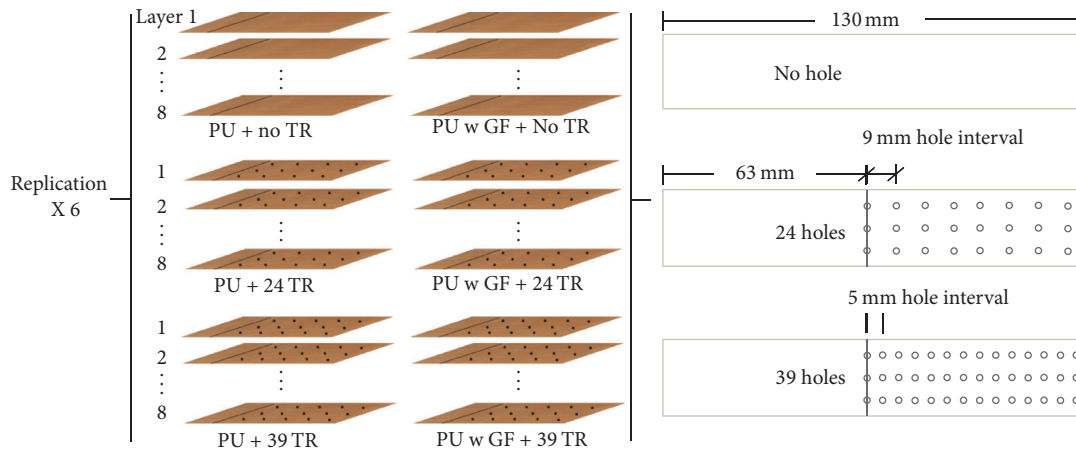 Layer 1
2
8
PU + no TR
PU w GF + No TR
1
2
8
PU + 24 TR
PU w GF + 24 TR
1
2
8
PU + 39 TR
PU w GF + 39 TR
Replication
X 6
130 mm
No hole
9 mm hole interval
63 mm
24 holes
5 mm hole interval
39 holes